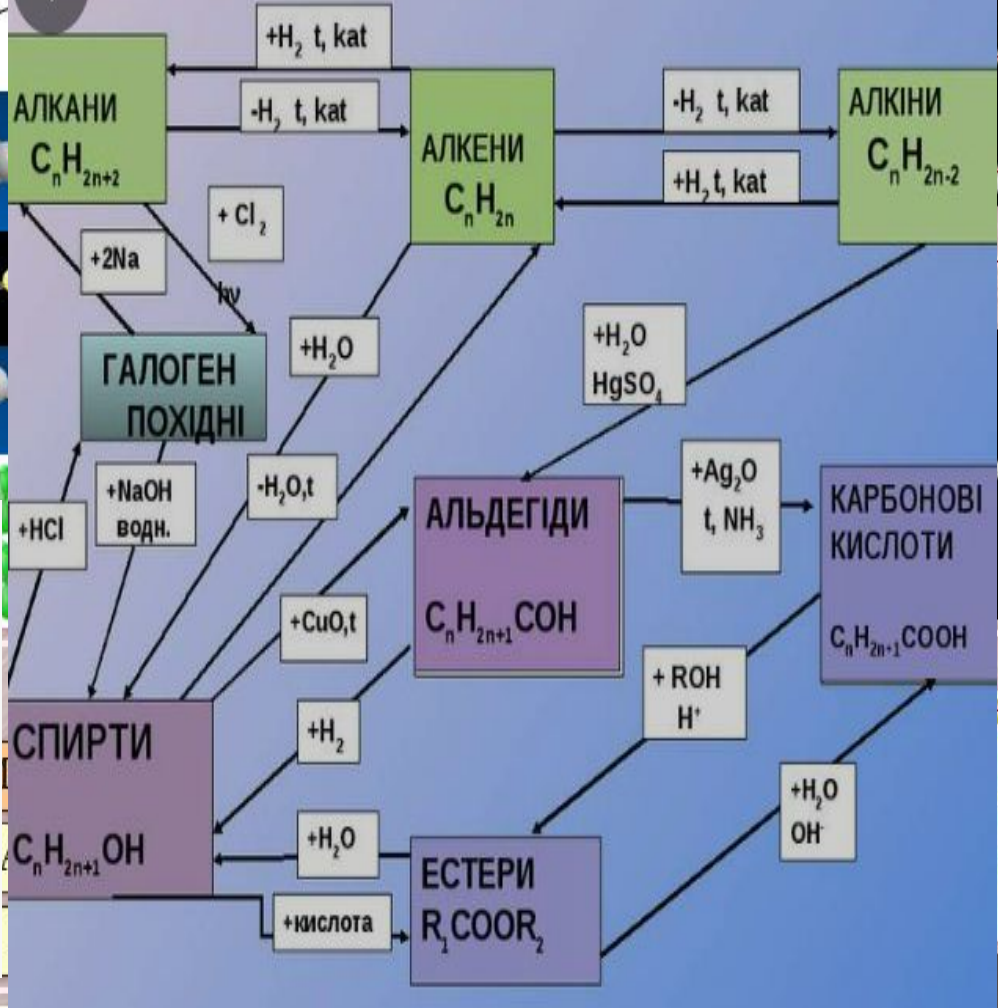 +H₂ t, kat
-H₂ t, kat
-H₂ t, kat
+H₂ t, kat
АЛКАНИ
CₙH₂ₙ₊₂
АЛКЕНИ
CₙH₂ₙ
АЛКІНИ
CₙH₂ₙ₋₂
+ Cl₂
hν
+2Na
ГАЛОГЕН
ПОХІДНІ
+H₂O
+H₂O
HgSO₄
+HCl
+NaOH
водн.
-H₂O,t
АЛЬДЕГІДИ
CₙH₂ₙ₊₁COH
+Ag₂O
t, NH₃
КАРБОНОВІ
КИСЛОТИ
CₙH₂ₙ₊₁COOH
+CuO,t
+ ROH
H⁺
+H₂
СПИРТИ
CₙH₂ₙ₊₁OH
+H₂O
+H₂O
OH⁻
ЕСТЕРИ
R₁COOR₂
+кислота